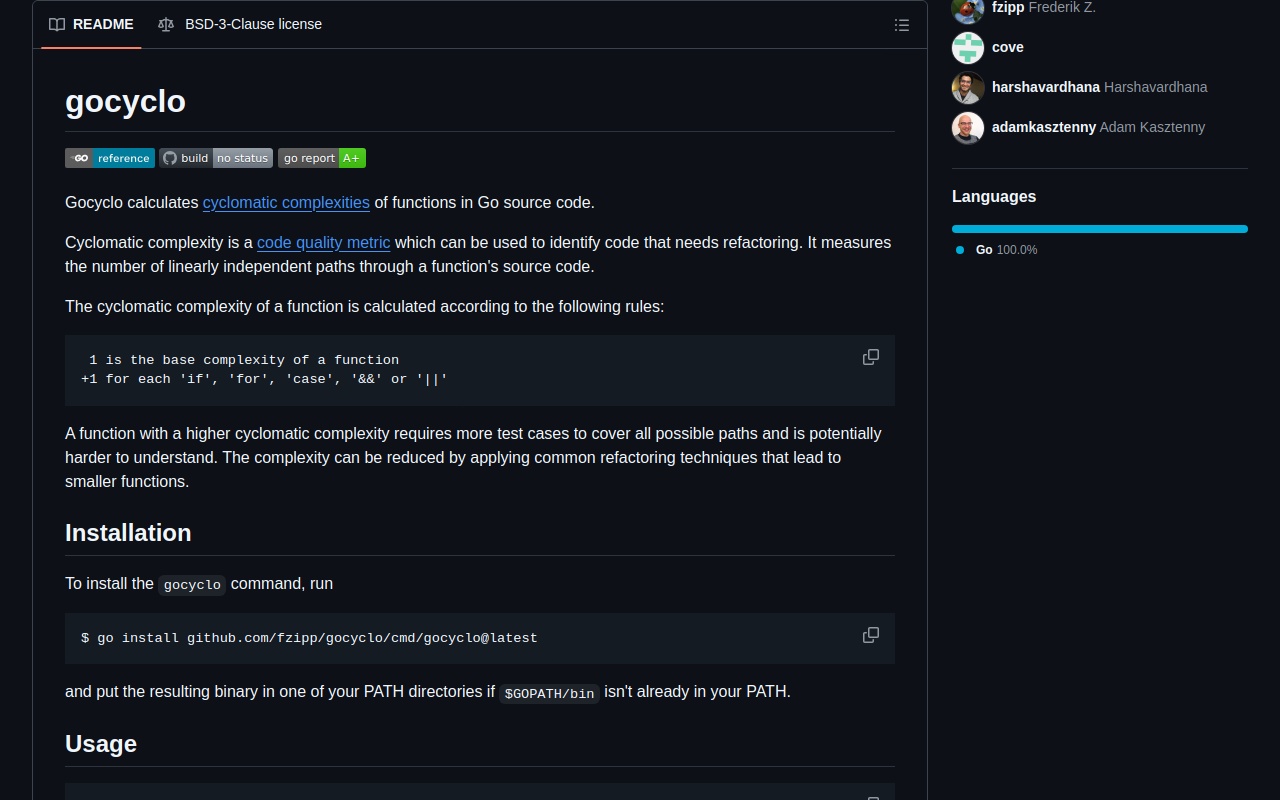 README
BSD-3-Clause license
gocyclo
GO reference
build no status
go report A+
Gocyclo calculates cyclomatic complexities of functions in Go source code.
Cyclomatic complexity is a code quality metric which can be used to identify code that needs refactoring. It measures
the number of linearly independent paths through a function's source code.
The cyclomatic complexity of a function is calculated according to the following rules:
1 is the base complexity of a function
+1 for each 'if', 'for', 'case', '&&' or '||'
A function with a higher cyclomatic complexity requires more test cases to cover all possible paths and is potentially
harder to understand. The complexity can be reduced by applying common refactoring techniques that lead to
smaller functions.
Installation
To install the gocyclo command, run
$ go install github.com/fzipp/gocyclo/cmd/gocyclo@latest
and put the resulting binary in one of your PATH directories if $GOPATH/bin isn't already in your PATH.
Usage
fzipp Frederik Z.
cove
harshavardhana Harshavardhana
adamkasztenny Adam Kasztenny
Languages
Go 100.0%